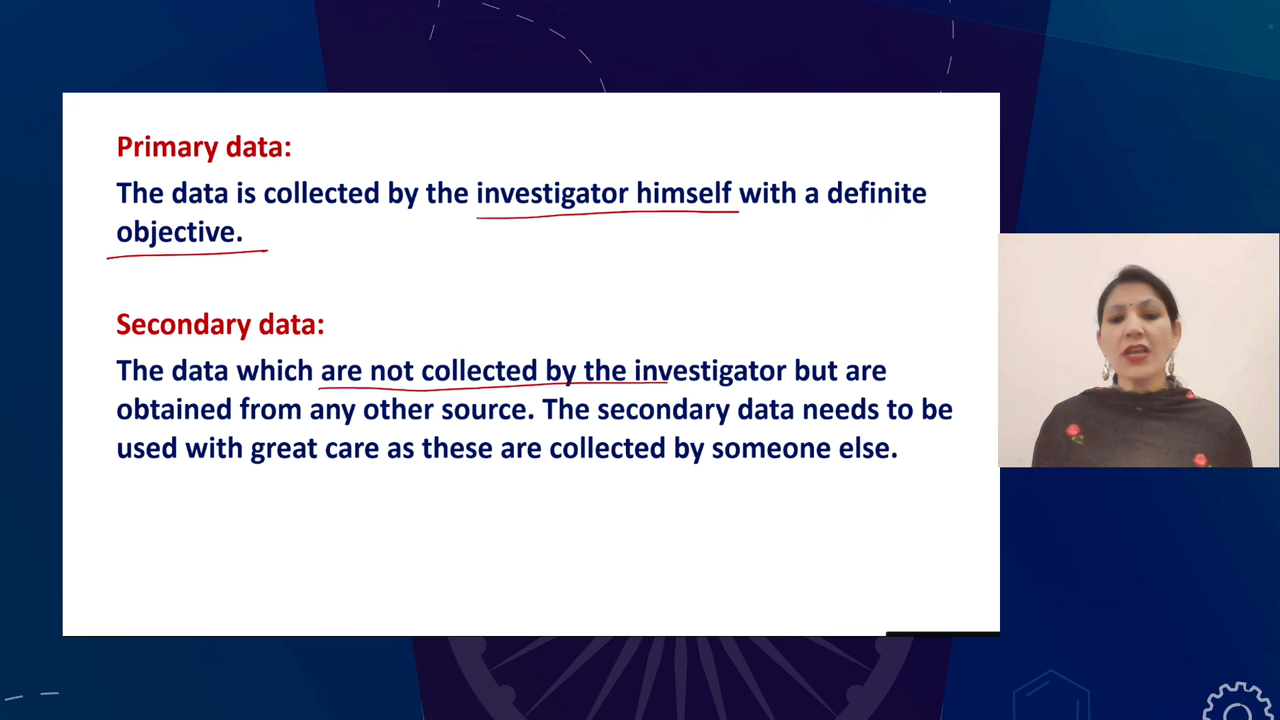 Primary data:
The data is collected by the investigator himself with a definite
objective.
Secondary data:
The data which are not collected by the investigator but are
obtained from any other source. The secondary data needs to be
used with great care as these are collected by someone else.